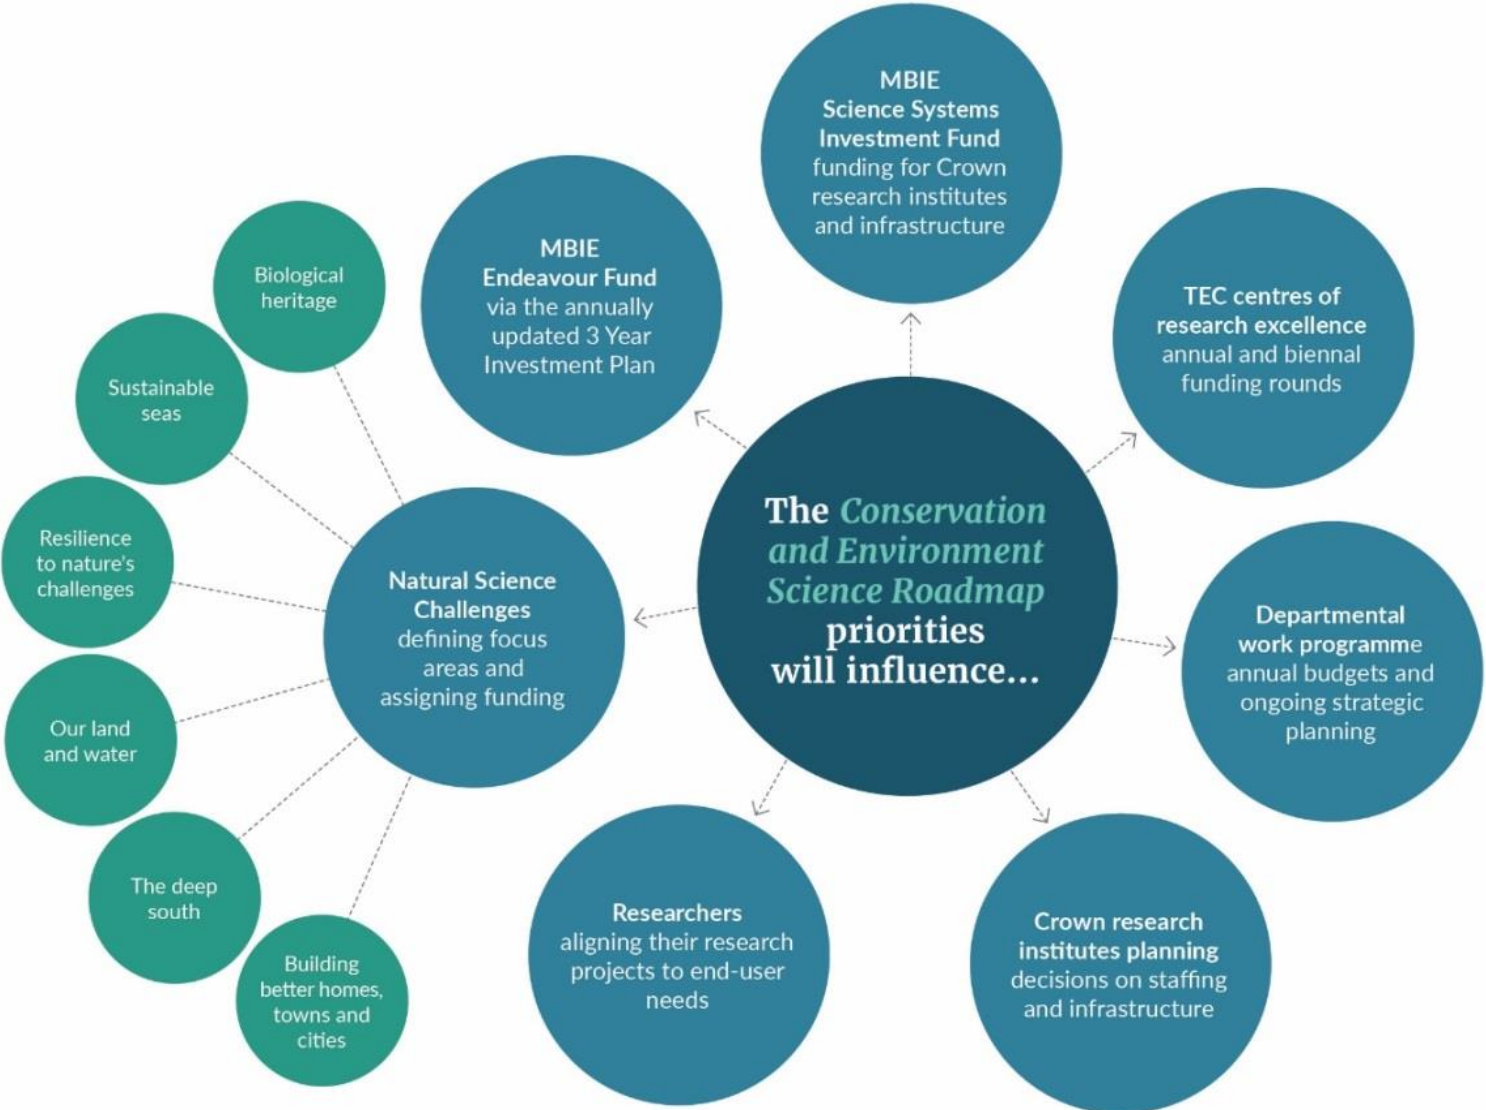 MBIE
Science Systems
Investment Fund
funding for Crown
research institutes
and infrastructure
MBIE
Endeavour Fund
via the annually
updated 3 Year
Investment Plan
TEC centres of
research excellence
annual and biennal
funding rounds
Biological
heritage
Sustainable
seas
Resilience
to nature's
challenges
Our land
and water
The deep
south
Building
better homes,
towns and
cities
Natural Science
Challenges
defining focus
areas and
assigning funding
The Conservation
and Environment
Science Roadmap
priorities
will influence...
Departmental
work programme
annual budgets and
ongoing strategic
planning
Researchers
aligning their research
projects to end-user
needs
Crown research
institutes planning
decisions on staffing
and infrastructure